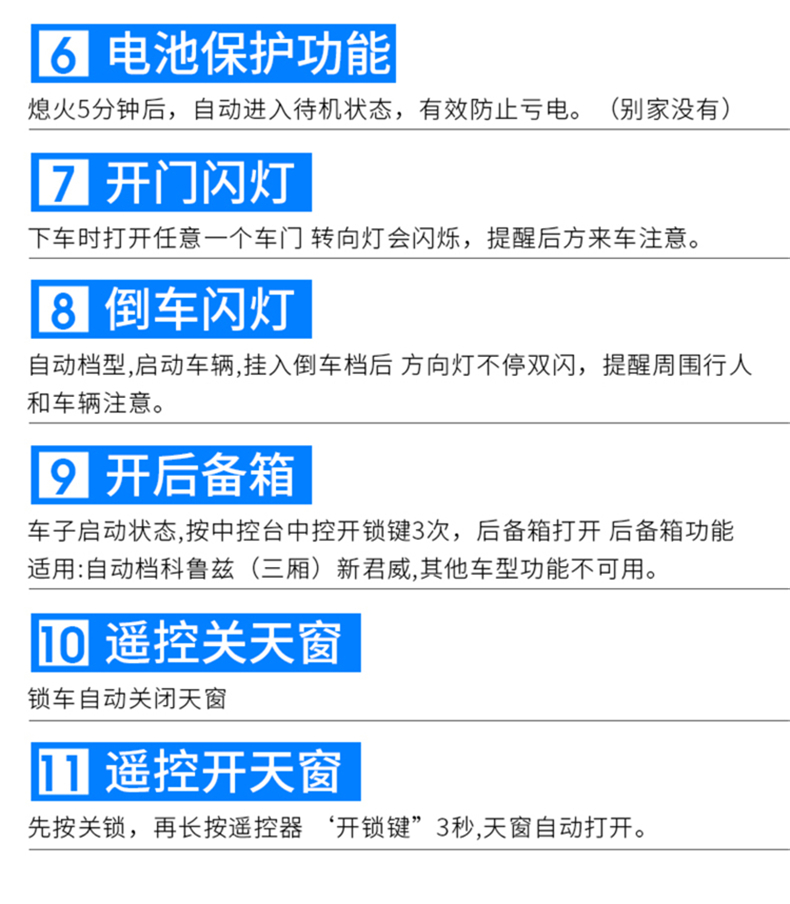 6 电池保护功能
熄火5分钟后，自动进入待机状态，有效防止亏电。（别家没有）
7 开门闪灯
下车时打开任意一个车门 转向灯会闪烁，提醒后方来车注意。
8 倒车闪灯
自动档型,启动车辆,挂入倒车档后 方向灯不停双闪，提醒周围行人
和车辆注意。
9 开后备箱
车子启动状态,按中控台中控开锁键3次，后备箱打开 后备箱功能
适用:自动档科鲁兹（三厢）新君威,其他车型功能不可用。
10 遥控关天窗
锁车自动关闭天窗
11 遥控开天窗
先按关锁，再长按遥控器 ‘开锁键”3秒,天窗自动打开。